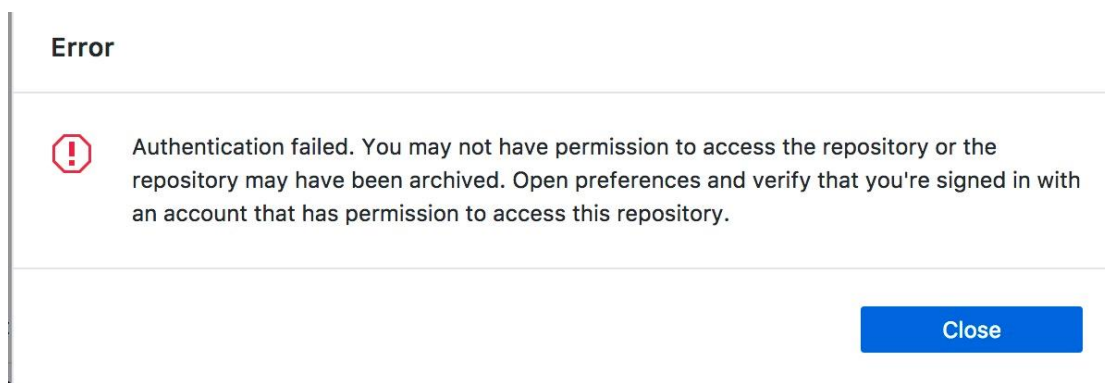 Error
Authentication failed. You may not have permission to access the repository or the
repository may have been archived. Open preferences and verify that you're signed in with
an account that has permission to access this repository.
Close